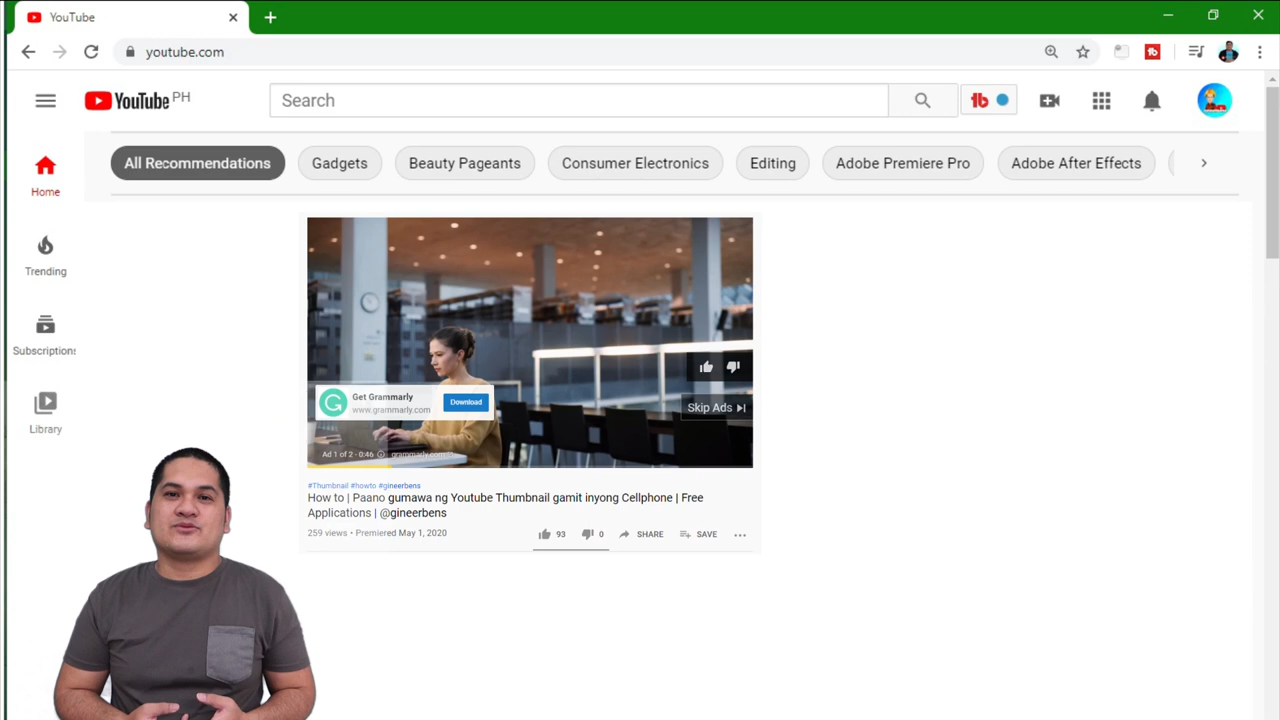 YouTube
youtube.com
YouTube PH
Search
tb
All Recommendations
Gadgets
Beauty Pageants
Consumer Electronics
Editing
Adobe Premiere Pro
Adobe After Effects
Home
Trending
Subscriptions
Library
Get Grammarly
www.grammarly.com
Download
Skip Ads
Ad 1 of 2 · 0:46 grammarly.com
#Thumbnail #howto #gineerbens
How to | Paano gumawa ng Youtube Thumbnail gamit inyong Cellphone | Free
Applications | @gineerbens
259 views • Premiered May 1, 2020
93
0
SHARE
SAVE